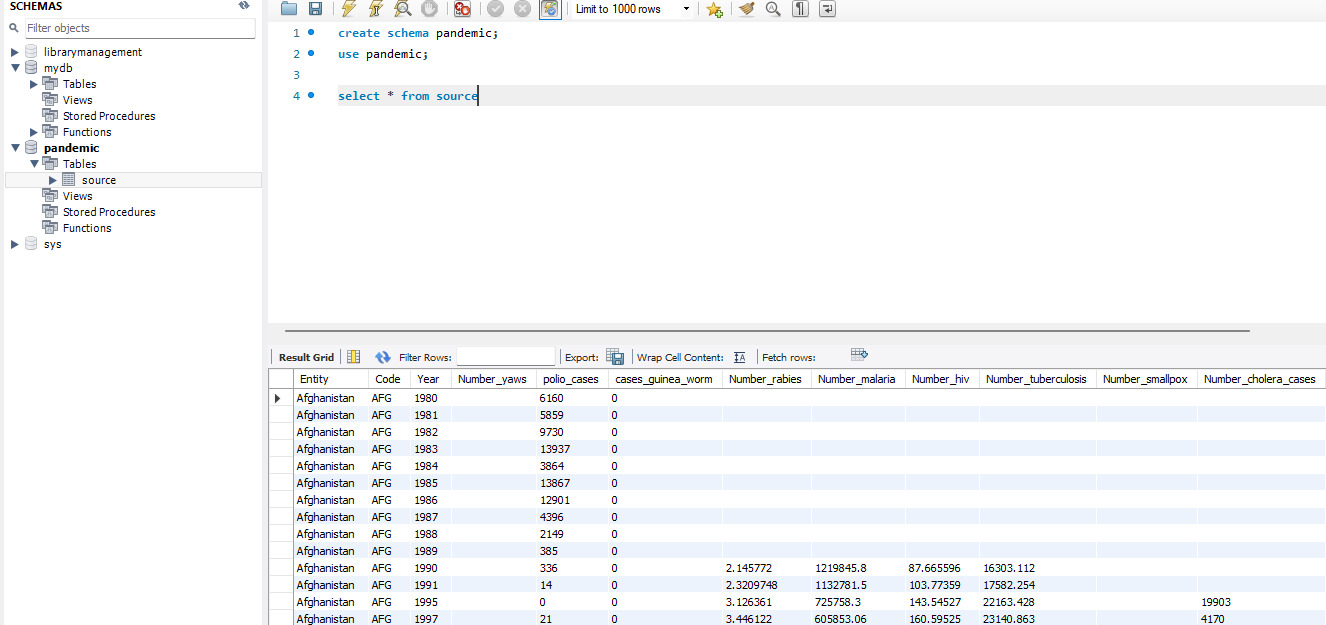 SCHEMAS
Filter objects
librarymanagement
mydb
Tables
Views
Stored Procedures
Functions
pandemic
Tables
source
Views
Stored Procedures
Functions
sys
Limit to 1000 rows
1 create schema pandemic;
2 use pandemic;
3
4 select * from source
Result Grid Filter Rows: Export: Wrap Cell Content: Fetch rows:
Entity Code Year Number_yaws polio_cases cases_guinea_worm Number_rabies Number_malaria Number_hiv Number_tuberculosis Number_smallpox Number_cholera_cases
Afghanistan AFG 1980 6160 0
Afghanistan AFG 1981 5859 0
Afghanistan AFG 1982 9730 0
Afghanistan AFG 1983 13937 0
Afghanistan AFG 1984 3864 0
Afghanistan AFG 1985 13867 0
Afghanistan AFG 1986 12901 0
Afghanistan AFG 1987 4396 0
Afghanistan AFG 1988 2149 0
Afghanistan AFG 1989 385 0
Afghanistan AFG 1990 336 0 2.145772 1219845.8 87.665596 16303.112
Afghanistan AFG 1991 14 0 2.3209748 1132781.5 103.77359 17582.254
Afghanistan AFG 1995 0 0 3.126361 725758.3 143.54527 22163.428 19903
Afghanistan AFG 1997 21 0 3.446122 605853.06 160.59525 23140.863 4170